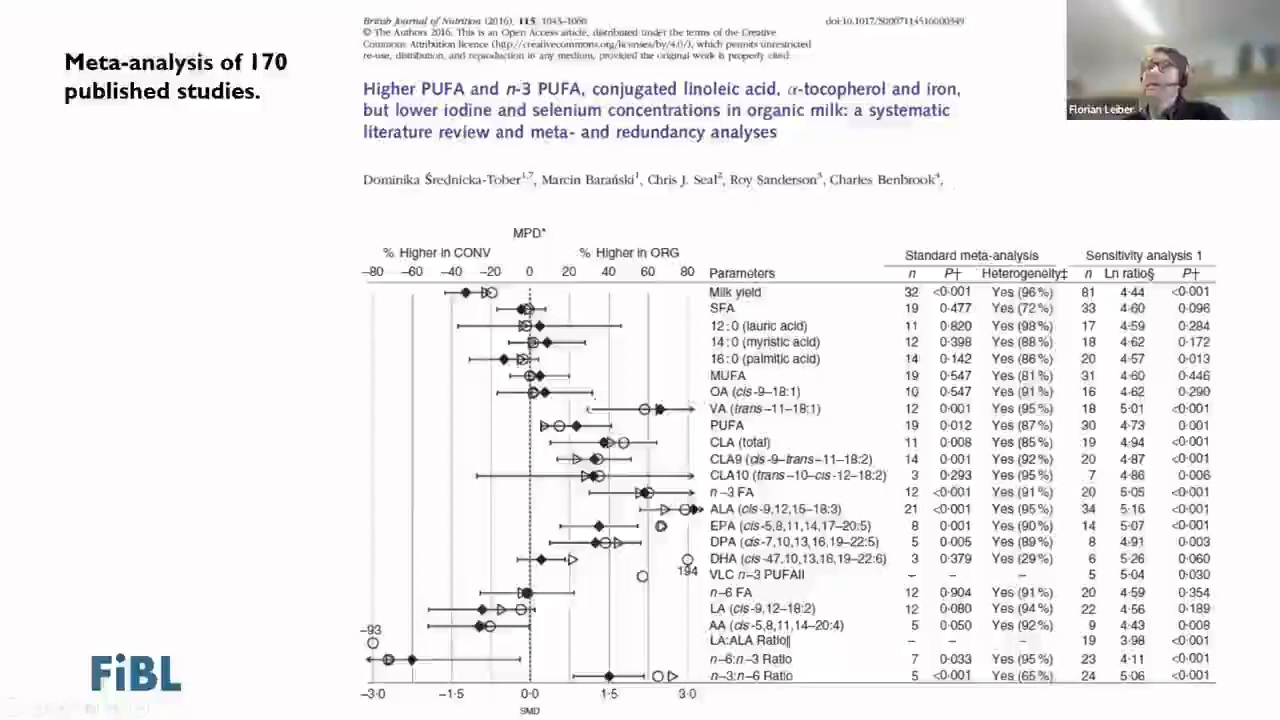 Meta-analysis of 170
published studies.
British Journal of Nutrition (2016), 115, 1043–1060
doi:10.1017/S0007114516000349
© The Authors 2016. This is an Open Access article, distributed under the terms of the Creative
Commons Attribution licence (http://creativecommons.org/licenses/by/4.0/), which permits unrestricted
re-use, distribution, and reproduction in any medium, provided the original work is properly cited.
Higher PUFA and n-3 PUFA, conjugated linoleic acid, α-tocopherol and iron,
but lower iodine and selenium concentrations in organic milk: a systematic
literature review and meta- and redundancy analyses
Dominika Średnicka-Tober1,7, Marcin Barański1, Chris J. Seal2, Roy Sanderson3, Charles Benbrook4,
Florian Leiber
MPD*
% Higher in CONV % Higher in ORG
–80 –60 –40 –20 0 20 40 60 80
Standard meta-analysis Sensitivity analysis 1
Parameters n P† Heterogeneity‡ n Ln ratio§ P†
Milk yield 32 <0·001 Yes (96 %) 81 4·44 <0·001
SFA 19 0·477 Yes (72 %) 33 4·60 0·096
12:0 (lauric acid) 11 0·820 Yes (98 %) 17 4·59 0·284
14:0 (myristic acid) 12 0·398 Yes (88 %) 18 4·62 0·172
16:0 (palmitic acid) 14 0·142 Yes (86 %) 20 4·57 0·013
MUFA 19 0·547 Yes (81 %) 31 4·60 0·446
OA (cis-9–18:1) 10 0·547 Yes (91 %) 16 4·62 0·290
VA (trans–11–18:1) 12 0·001 Yes (95 %) 18 5·01 <0·001
PUFA 19 0·012 Yes (87 %) 30 4·73 0·001
CLA (total) 11 0·008 Yes (85 %) 19 4·94 <0·001
CLA9 (cis-9–trans–11–18:2) 14 0·001 Yes (92 %) 20 4·87 <0·001
CLA10 (trans–10–cis-12–18:2) 3 0·293 Yes (95 %) 7 4·86 0·006
n–3 FA 12 <0·001 Yes (91 %) 20 5·05 <0·001
ALA (cis-9,12,15–18:3) 21 <0·001 Yes (95 %) 34 5·16 <0·001
EPA (cis-5,8,11,14,17–20:5) 8 0·001 Yes (90 %) 14 5·07 <0·001
DPA (cis-7,10,13,16,19–22:5) 5 0·005 Yes (89 %) 8 4·91 0·003
DHA (cis-47,10,13,16,19–22:6) 3 0·379 Yes (29 %) 6 5·26 0·060
194
VLC n–3 PUFAII – – – 5 5·04 0·030
n–6 FA 12 0·904 Yes (91 %) 20 4·59 0·354
LA (cis-9,12–18:2) 12 0·080 Yes (94 %) 22 4·56 0·189
AA (cis-5,8,11,14–20:4) 5 0·050 Yes (92 %) 9 4·43 0·008
–93
LA:ALA Ratio¶ – – – 19 3·98 <0·001
n–6:n–3 Ratio 7 0·033 Yes (95 %) 23 4·11 <0·001
n–3:n–6 Ratio 5 <0·001 Yes (65 %) 24 5·06 <0·001
–3·0 –1·5 0·0 1·5 3·0
SMD
FiBL